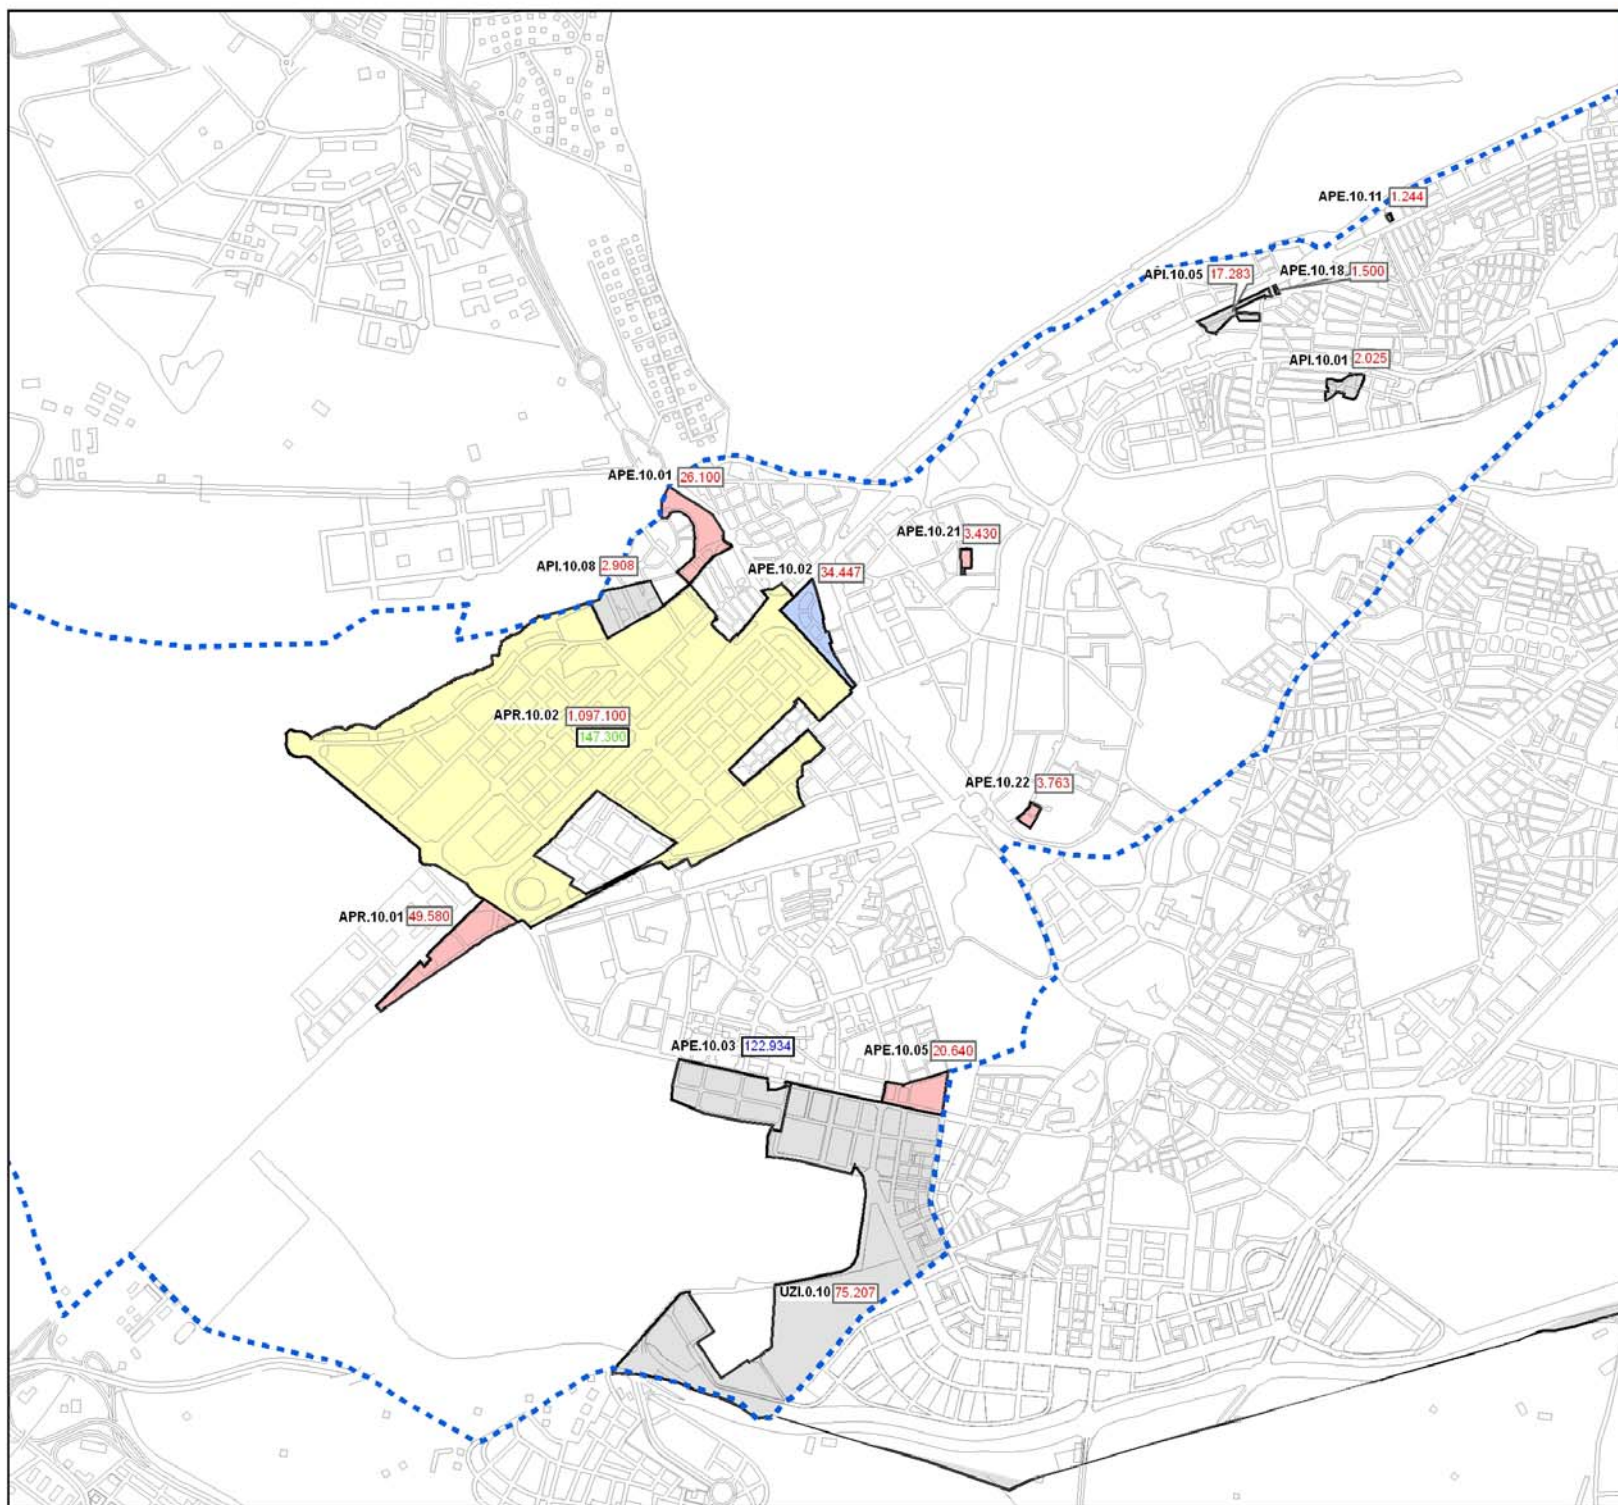 APE.10.11 1.244
API.10.05 17.283 APE.10.18 1.500
API.10.01 2.025
APE.10.01 26.100
APE.10.21 3.430
API.10.08 2.908 APE.10.02 34.447
APR.10.02 1.097.100
147.300
APE.10.22 3.763
APR.10.01 49.580
APE.10.03 122.934 APE.10.05 20.640
UZI.0.10 75.207